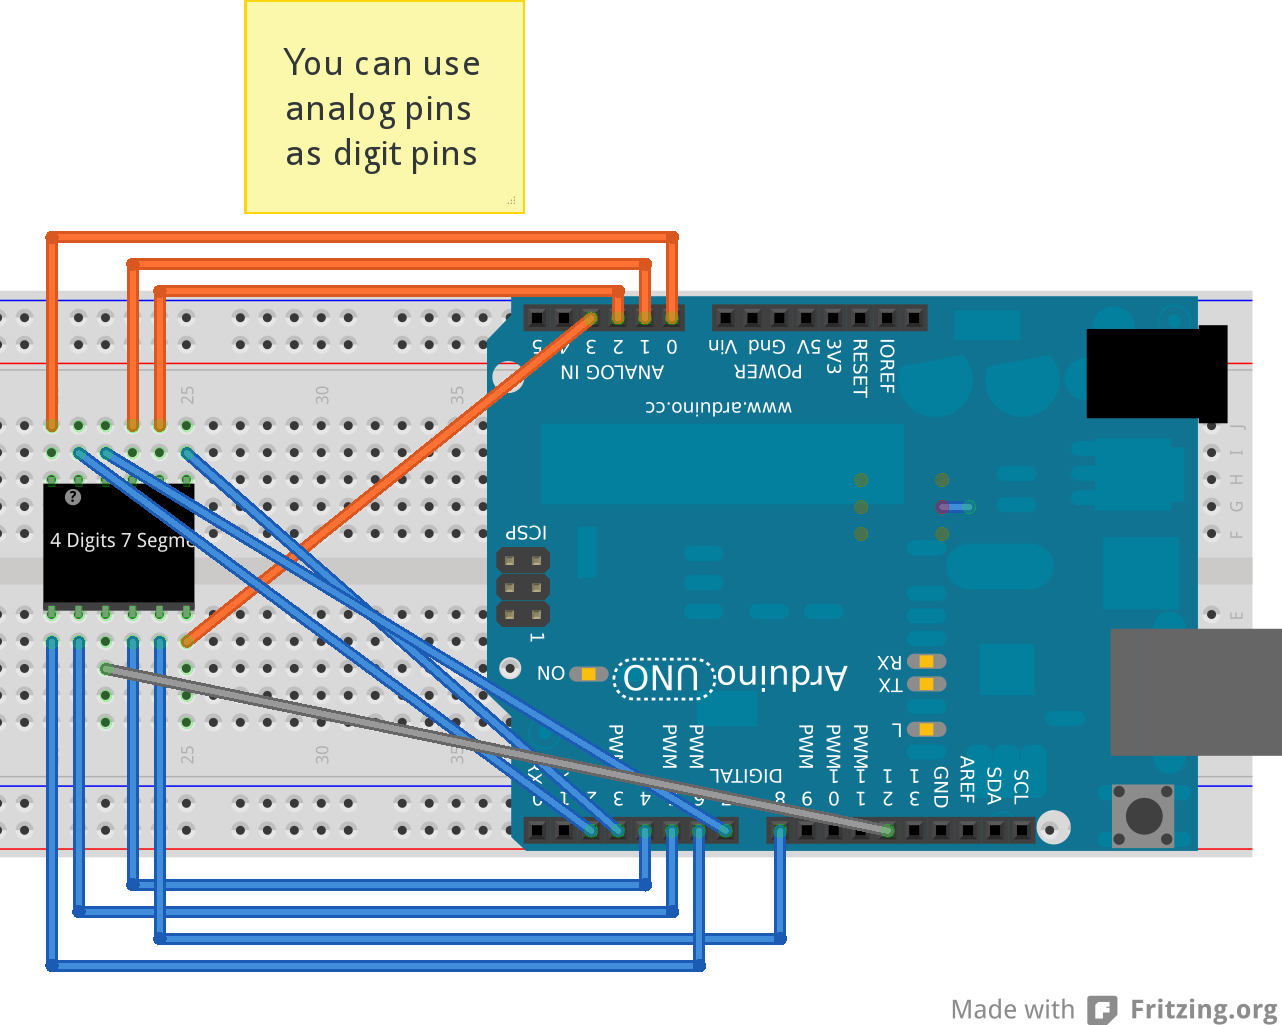 You can use
analog pins
as digit pins
25
30
35
J
I
H
G
F
E
5
4
3
2
1
0
ANALOG IN
Vin
Gnd
5V
3V3
RESET
IOREF
POWER
www.arduino.cc
?
4 Digits 7 Segme
ICSP
1
ON
UNO
Arduino
RX
TX
L
PWM
PWM
PWM
PWM
PWM
PWM
DIGITAL
0
1
2
3
4
5
6
7
8
9
10
11
12
13
GND
AREF
SDA
SCL
25
30
35
Made with Fritzing.org